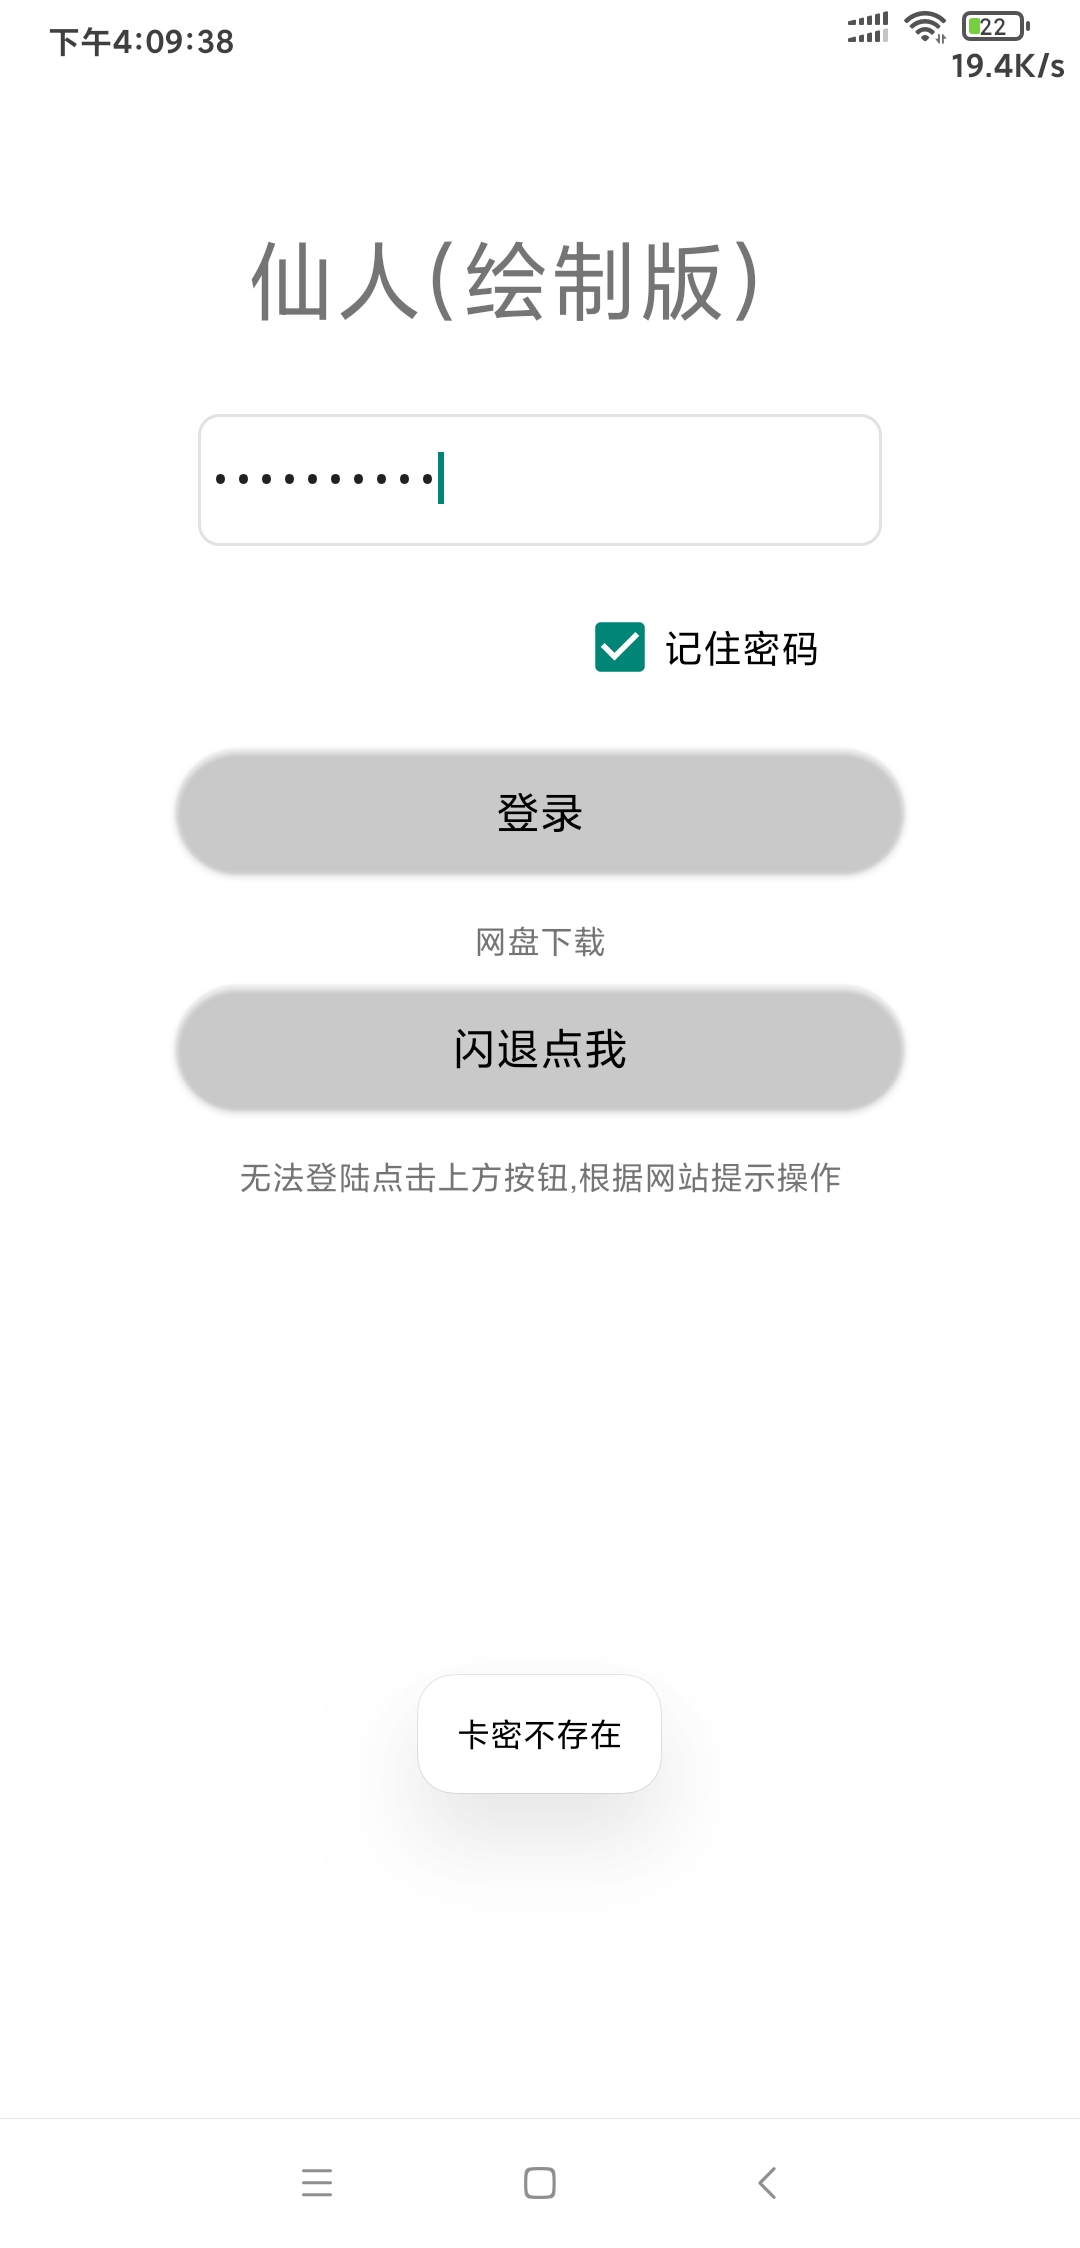 下午4:09:38
22
19.4K/s
仙人(绘制版)
••••••••••
记住密码
登录
网盘下载
闪退点我
无法登陆点击上方按钮,根据网站提示操作
卡密不存在